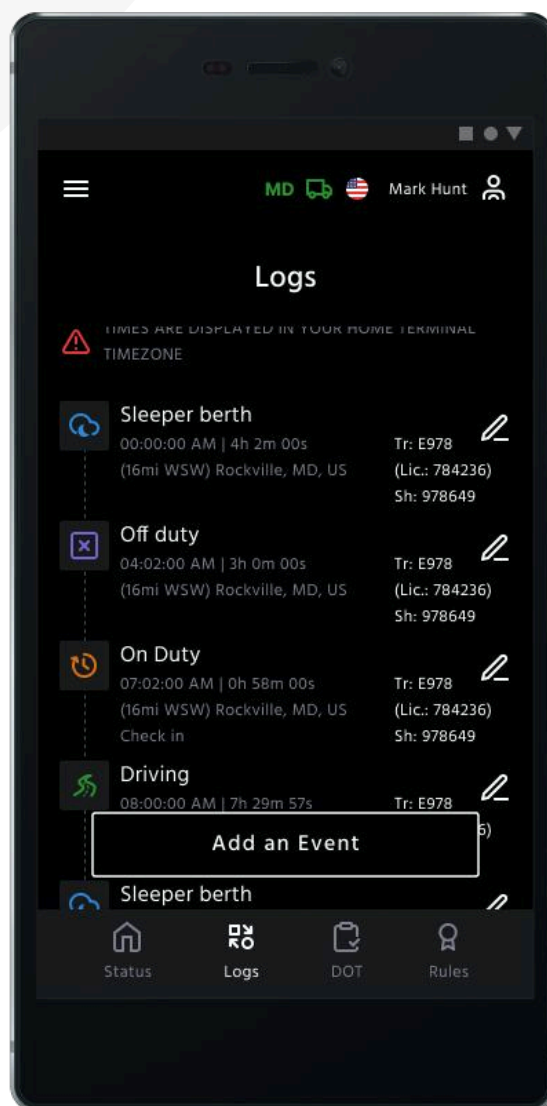 MD Mark Hunt
Logs
TIMES ARE DISPLAYED IN YOUR HOME TERMINAL
TIMEZONE
Sleeper berth
00:00:00 AM | 4h 2m 00s Tr: E978
(16mi WSW) Rockville, MD, US (Lic.: 784236)
Sh: 978649
Off duty
04:02:00 AM | 3h 0m 00s Tr: E978
(16mi WSW) Rockville, MD, US (Lic.: 784236)
Sh: 978649
On Duty
07:02:00 AM | 0h 58m 00s Tr: E978
(16mi WSW) Rockville, MD, US (Lic.: 784236)
Check in Sh: 978649
Driving
08:00:00 AM | 7h 29m 57s Tr: E978
6)
Add an Event
Sleeper berth
Status Logs DOT Rules